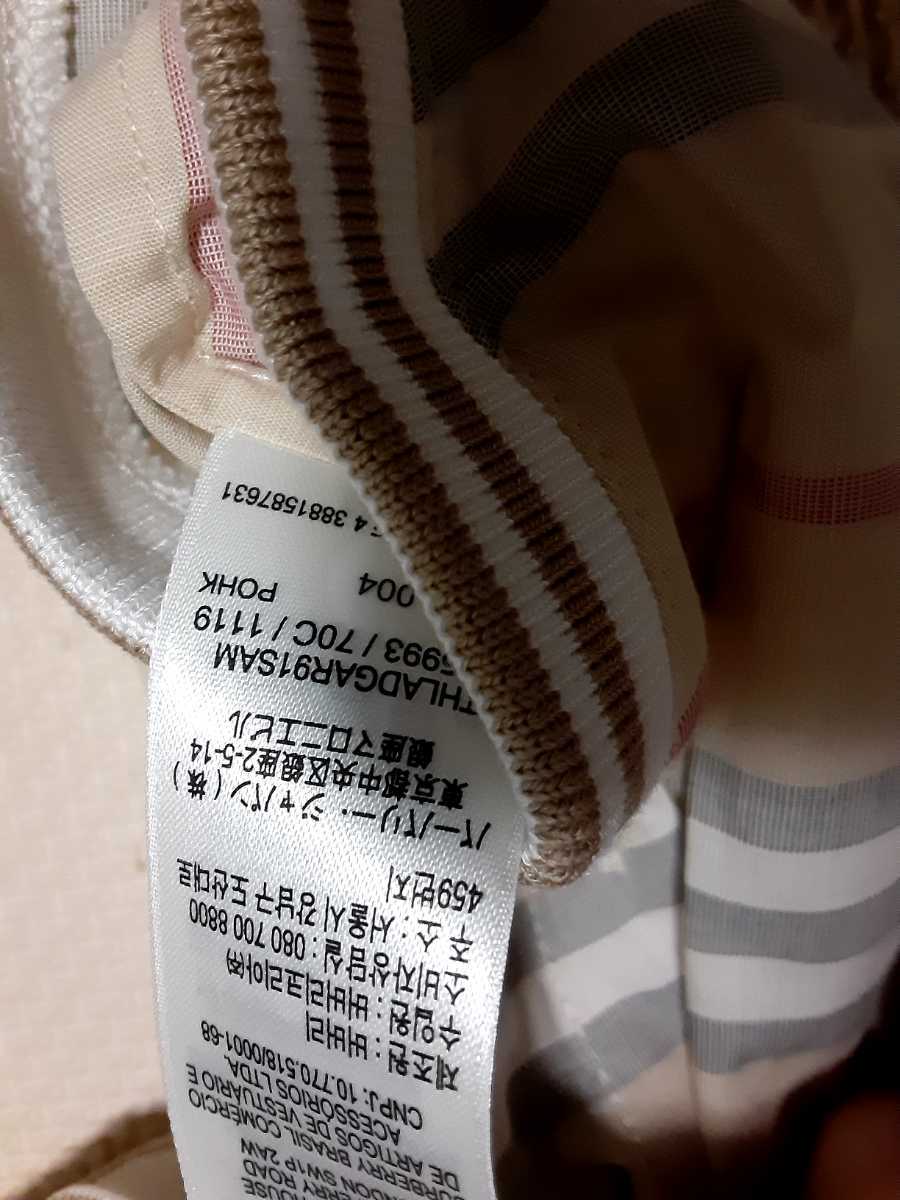 HOUSE
FERRY ROAD
LONDON SW1P 2AW
BURBERRY BRASIL COMÉRCIO
DE ARTIGOS DE VESTUÁRIO E
ACESSÓRIOS LTDA.
CNPJ: 10.770.518/0001-68
제조원 : 버버리
수입원 : 버버리코리아㈜
소비자상담실 : 080 700 8800
주 소 : 서울시 강남구 도산대로
459번지
バーバリー・ジャパン(株)
東京都中央区銀座2-5-14
銀座マロニエビル
THLADGAR91SAM
5993 / 70C / 1119
004 POHK
4 3881587631